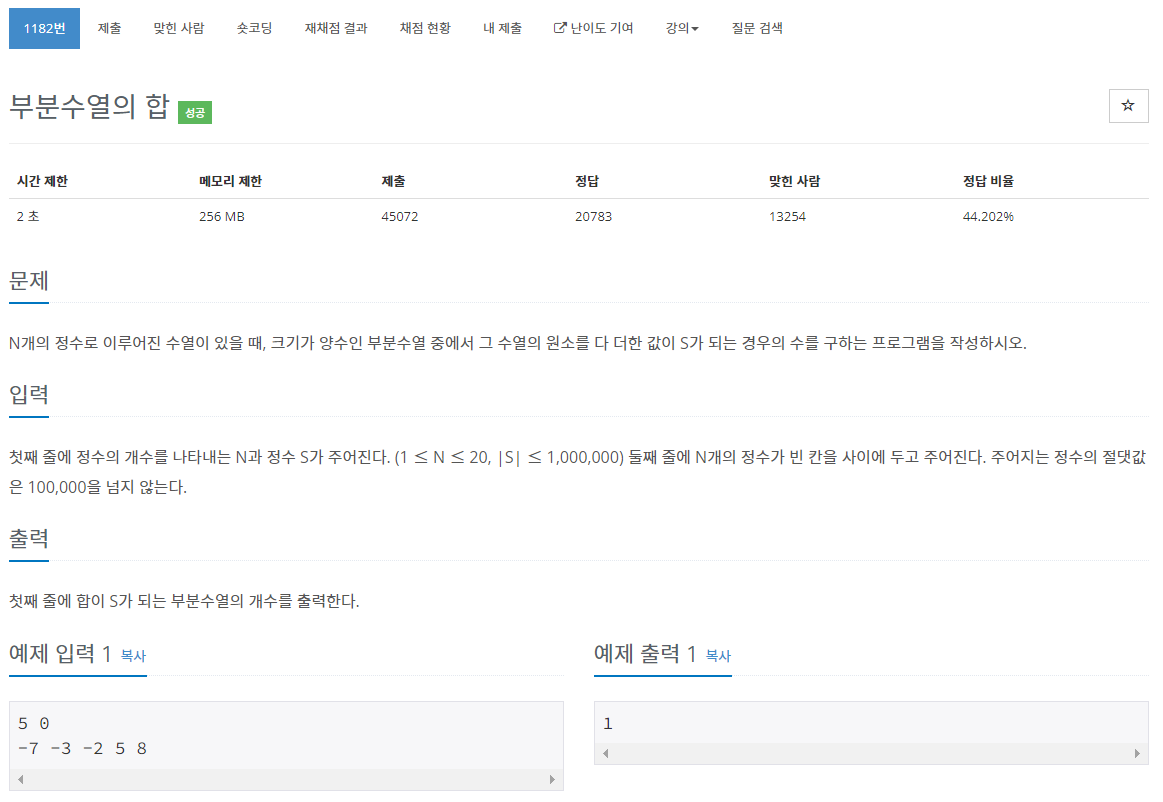 1182번 제출 맞힌 사람 숏코딩 재채점 결과 채점 현황 내 제출 난이도 기여 강의 질문 검색
부분수열의 합 성공
시간 제한 메모리 제한 제출 정답 맞힌 사람 정답 비율
2 초 256 MB 45072 20783 13254 44.202%
문제
N개의 정수로 이루어진 수열이 있을 때, 크기가 양수인 부분수열 중에서 그 수열의 원소를 다 더한 값이 S가 되는 경우의 수를 구하는 프로그램을 작성하시오.
입력
첫째 줄에 정수의 개수를 나타내는 N과 정수 S가 주어진다. (1 ≤ N ≤ 20, |S| ≤ 1,000,000) 둘째 줄에 N개의 정수가 빈 칸을 사이에 두고 주어진다. 주어지는 정수의 절댓값
은 100,000을 넘지 않는다.
출력
첫째 줄에 합이 S가 되는 부분수열의 개수를 출력한다.
예제 입력 1 복사
5 0
-7 -3 -2 5 8
예제 출력 1 복사
1